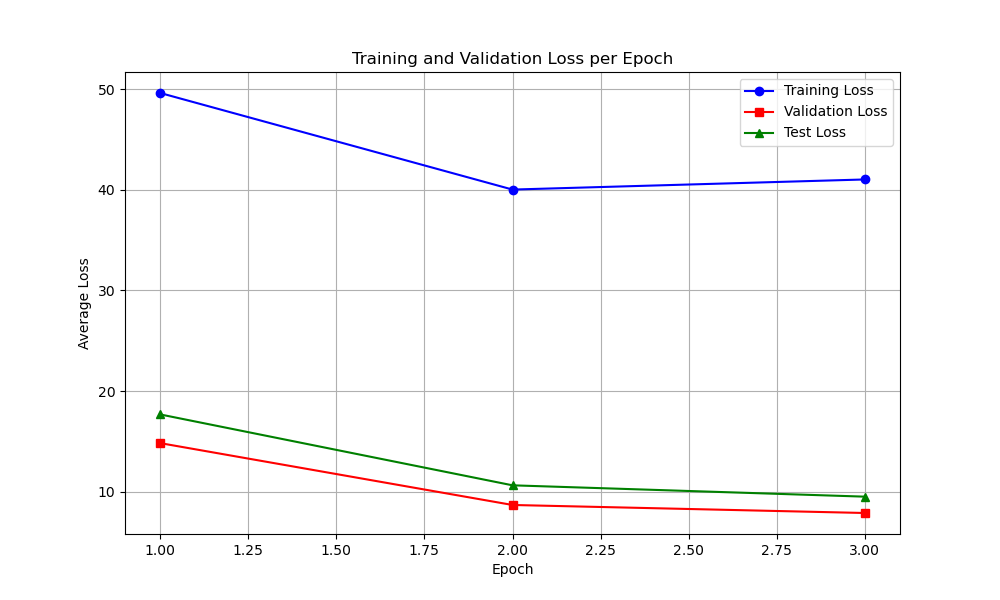 Training and Validation Loss per Epoch
Training Loss
Validation Loss
Test Loss
Average Loss
50
40
30
20
10
1.00 1.25 1.50 1.75 2.00 2.25 2.50 2.75 3.00
Epoch